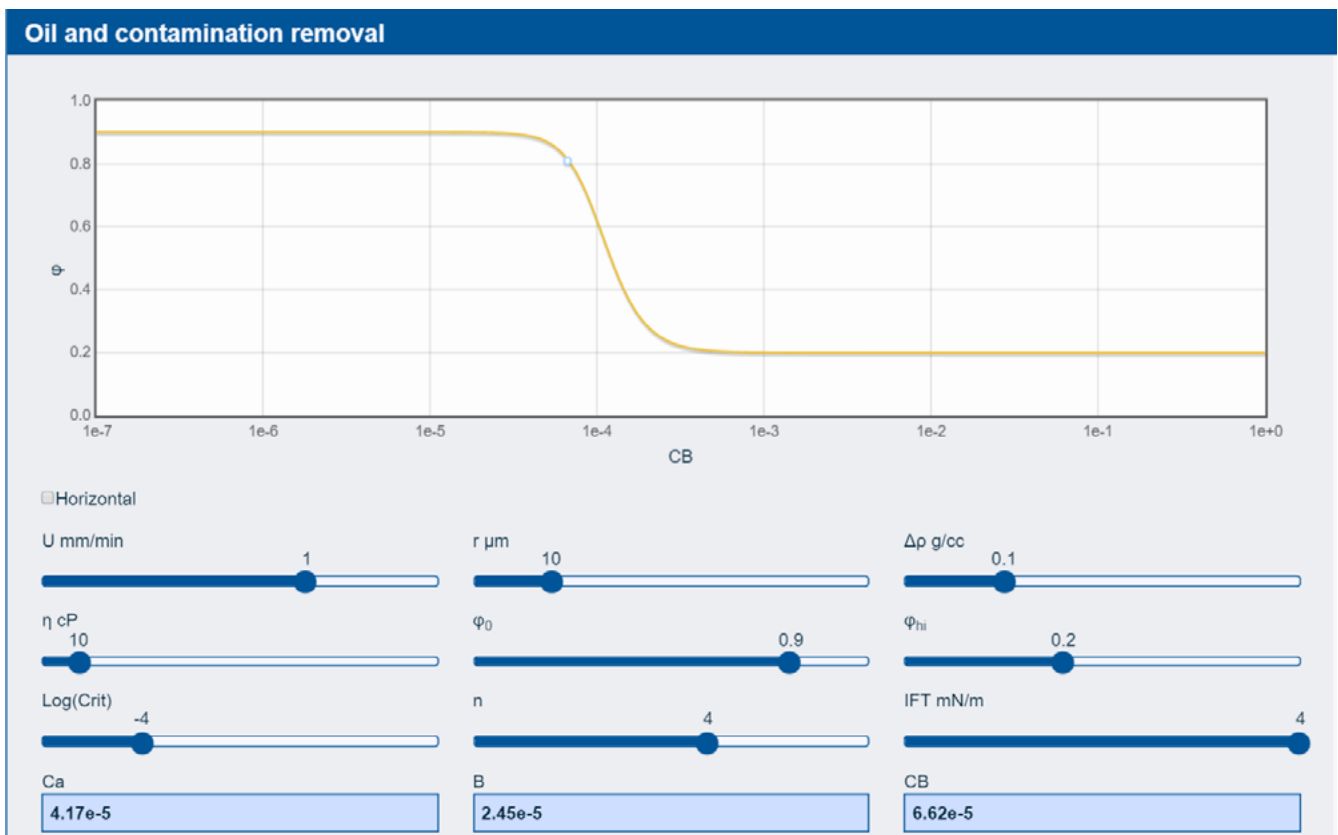 Oil and contamination removal
1.0
0.8
0.6
φ
0.4
0.2
0.0
1e-7 1e-6 1e-5 1e-4 1e-3 1e-2 1e-1 1e+0
CB
Horizontal
U mm/min r μm Δρ g/cc
1 10 0.1
η cP φ0 φhi
10 0.9 0.2
Log(Crit) n IFT mN/m
-4 4 4
Ca B CB
4.17e-5 2.45e-5 6.62e-5